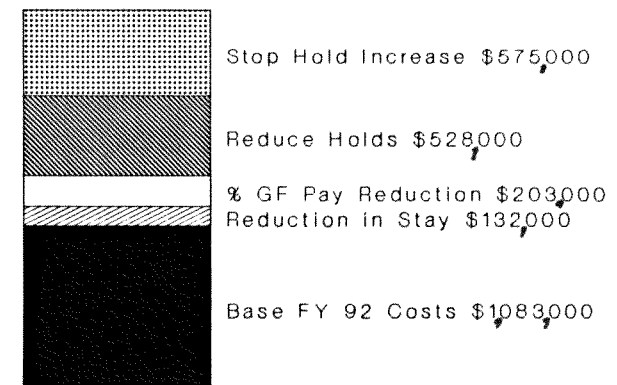 Stop Hold Increase $575,000
Reduce Holds $528,000
% GF Pay Reduction $203,000
Reduction in Stay $132,000
Base FY 92 Costs $1,083,000